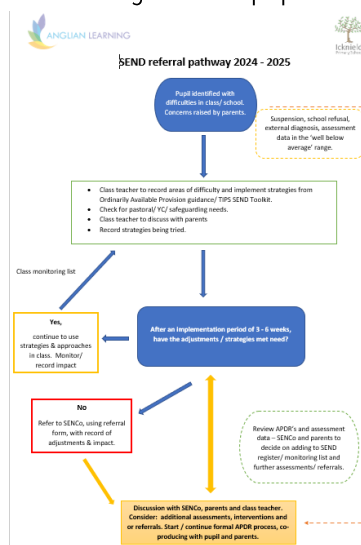 ANGLIAN LEARNING
Icknield
SEND referral pathway 2024 - 2025
Pupil identified with
difficulties in class/ school.
Concerns raised by parents.
Suspension, school refusal,
external diagnosis, assessment
data in the 'well below
average' range.
Class teacher to record areas of difficulty and implement strategies from
Ordinarily Available Provision guidance/ TIPS SEND Toolkit.
Check for pastoral/ YC/ safeguarding needs.
Class teacher to discuss with parents
Record strategies being tried.
Class monitoring list
Yes,
continue to use
strategies & approaches
in class. Monitor/
record impact
After an implementation period of 3 - 6 weeks,
have the adjustments / strategies met need?
No
Refer to SENCo, using referral
form, with record of
adjustments & impact.
Review APDR's and assessment
data – SENCo and parents to
decide on adding to SEND
register/ monitoring list and
further assessments/ referrals.
Discussion with SENCo, parents and class teacher.
Consider: additional assessments, interventions and
or referrals. Start / continue formal APDR process, co-
producing with pupil and parents.